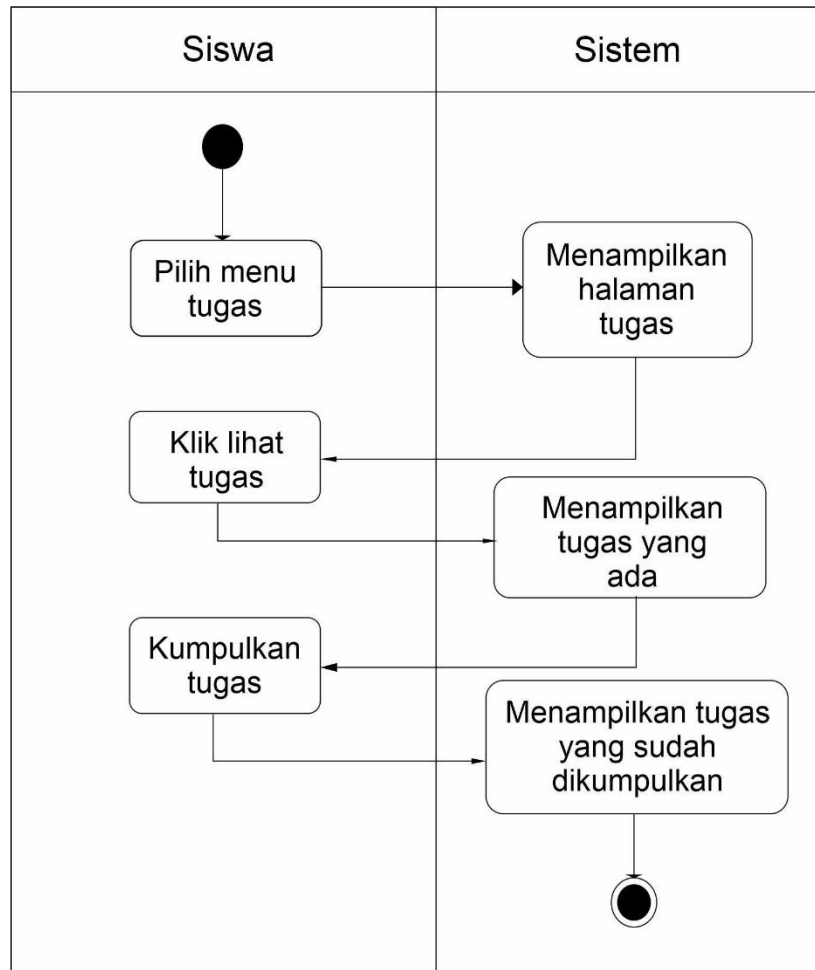 Siswa
Sistem
Pilih menu
tugas
Menampilkan
halaman
tugas
Klik lihat
tugas
Menampilkan
tugas yang
ada
Kumpulkan
tugas
Menampilkan tugas
yang sudah
dikumpulkan